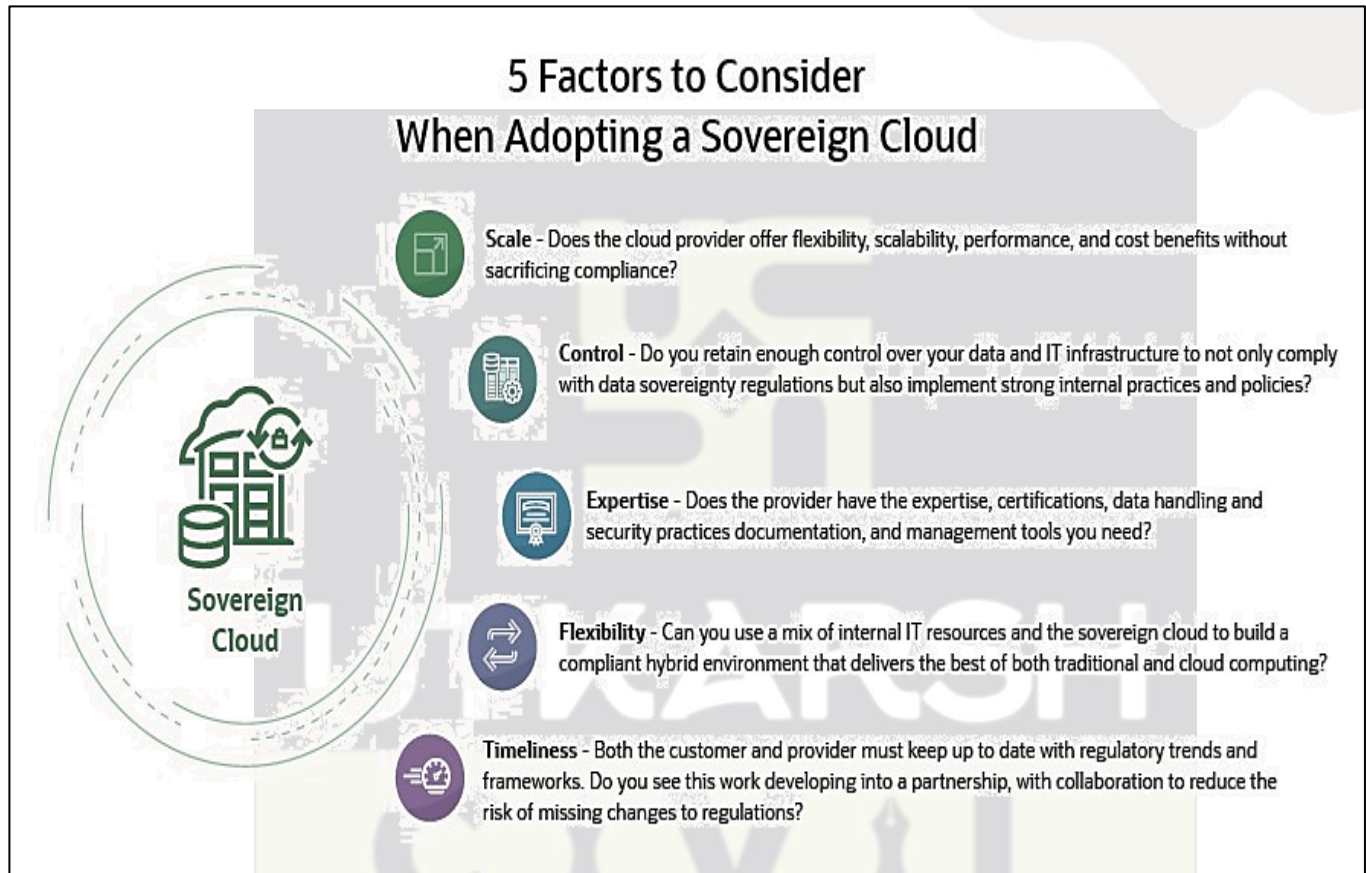 5 Factors to Consider
When Adopting a Sovereign Cloud
Scale - Does the cloud provider offer flexibility, scalability, performance, and cost benefits without
sacrificing compliance?
Control - Do you retain enough control over your data and IT infrastructure to not only comply
with data sovereignty regulations but also implement strong internal practices and policies?
Expertise - Does the provider have the expertise, certifications, data handling and
security practices documentation, and management tools you need?
Sovereign
Cloud
Flexibility - Can you use a mix of internal IT resources and the sovereign cloud to build a
compliant hybrid environment that delivers the best of both traditional and cloud computing?
Timeliness - Both the customer and provider must keep up to date with regulatory trends and
frameworks. Do you see this work developing into a partnership, with collaboration to reduce the
risk of missing changes to regulations?
UTKARSH